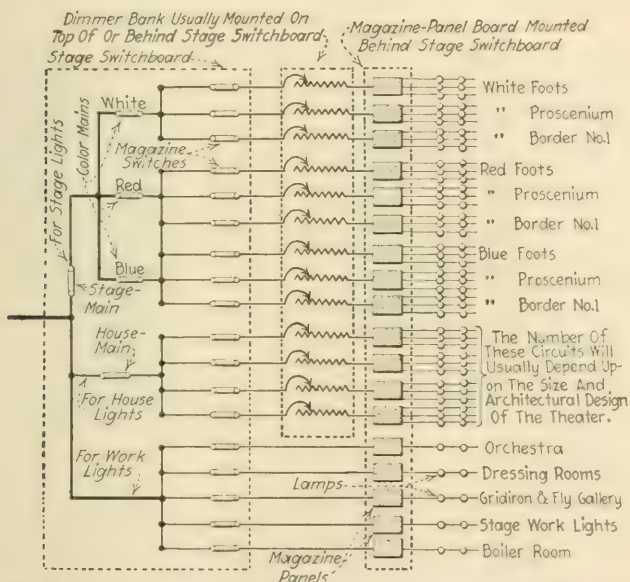 Dimmer Bank Usually Mounted On
Top Of Or Behind Stage Switchboard
Stage Switchboard
Magazine-Panel Board Mounted
Behind Stage Switchboard
For Stage Lights
Color Mains
White
Magazine
Switches
Red
Blue
Stage-
Main
House-
Main
For House
Lights
For Work
Lights
Lamps
Magazine
Panels
White Foots
" Proscenium
" Border No.1
Red Foots
" Proscenium
" Border No.1
Blue Foots
" Proscenium
" Border No.1
The Number Of
These Circuits Will
Usually Depend Up-
on The Size And
Architectural Design
Of The Theater.
Orchestra
Dressing Rooms
Gridiron & Fly Gallery
Stage Work Lights
Boiler Room